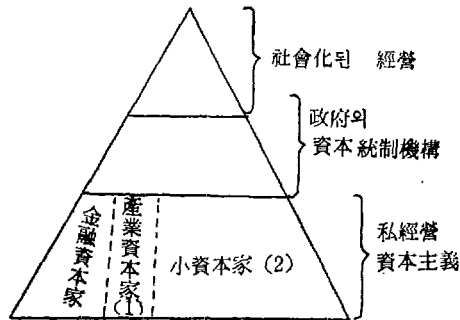 社會化된 經營
政府의
資本統制機構
金融資本家
產業資本家(1)
小資本家 (2)
私經營
資本主義